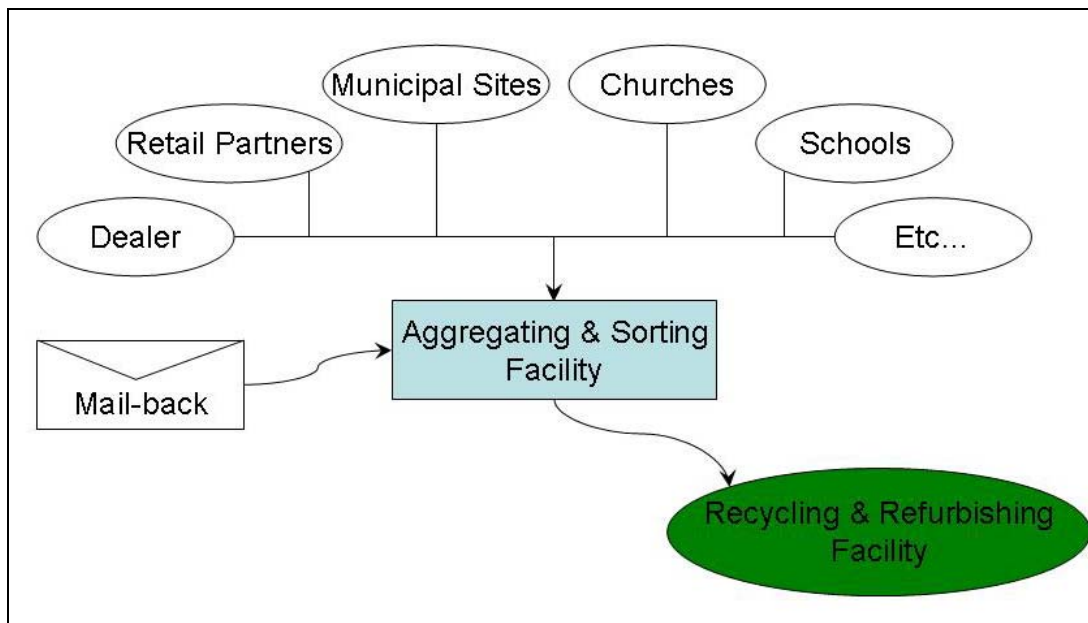 Municipal Sites
Churches
Retail Partners
Schools
Dealer
Etc...
Aggregating & Sorting
Facility
Mail-back
Recycling & Refurbishing
Facility